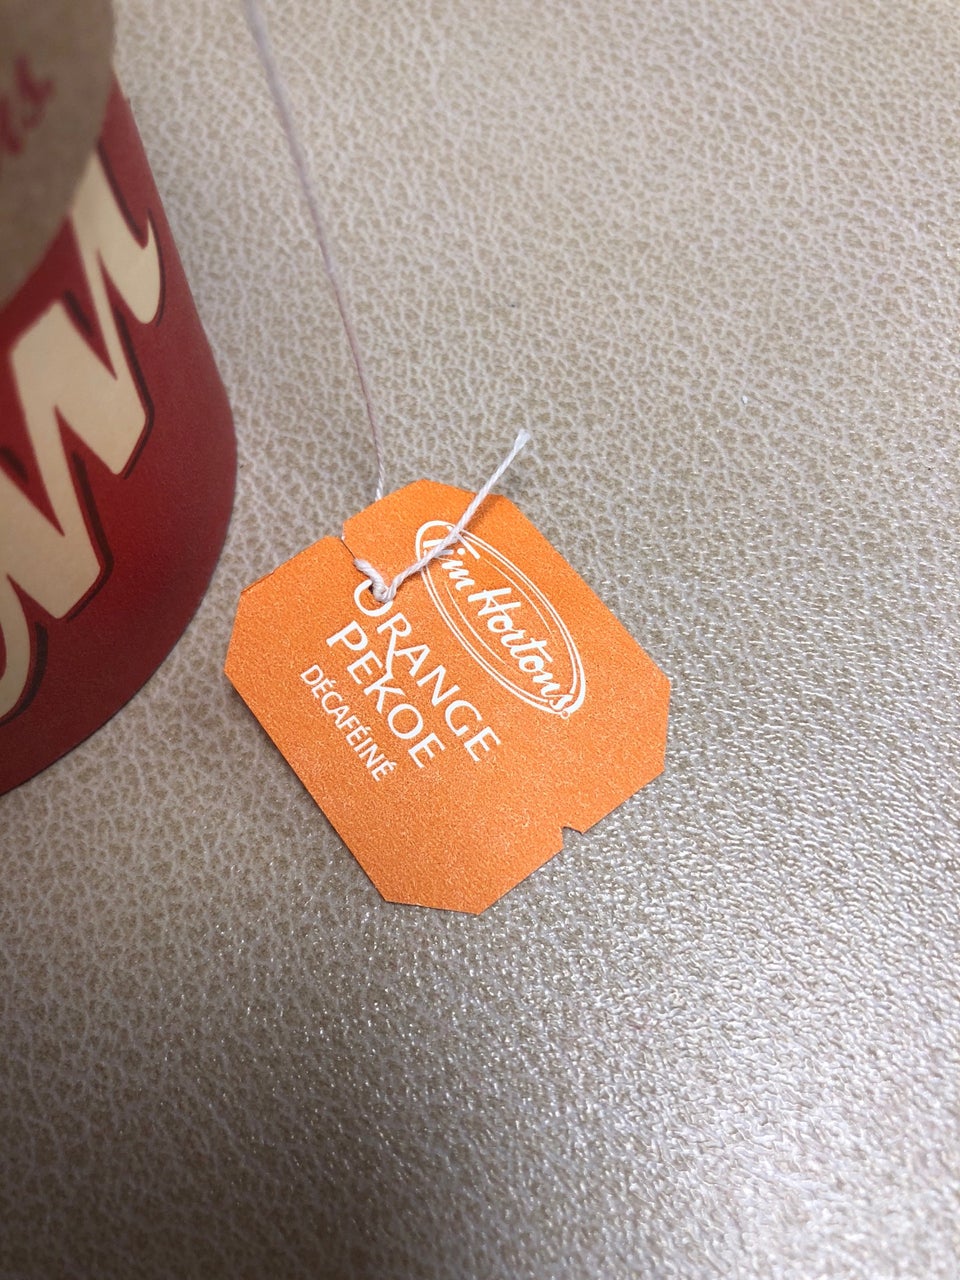 Tim Hortons
ORANGE
PEKOE
DÉCAFÉINÉ